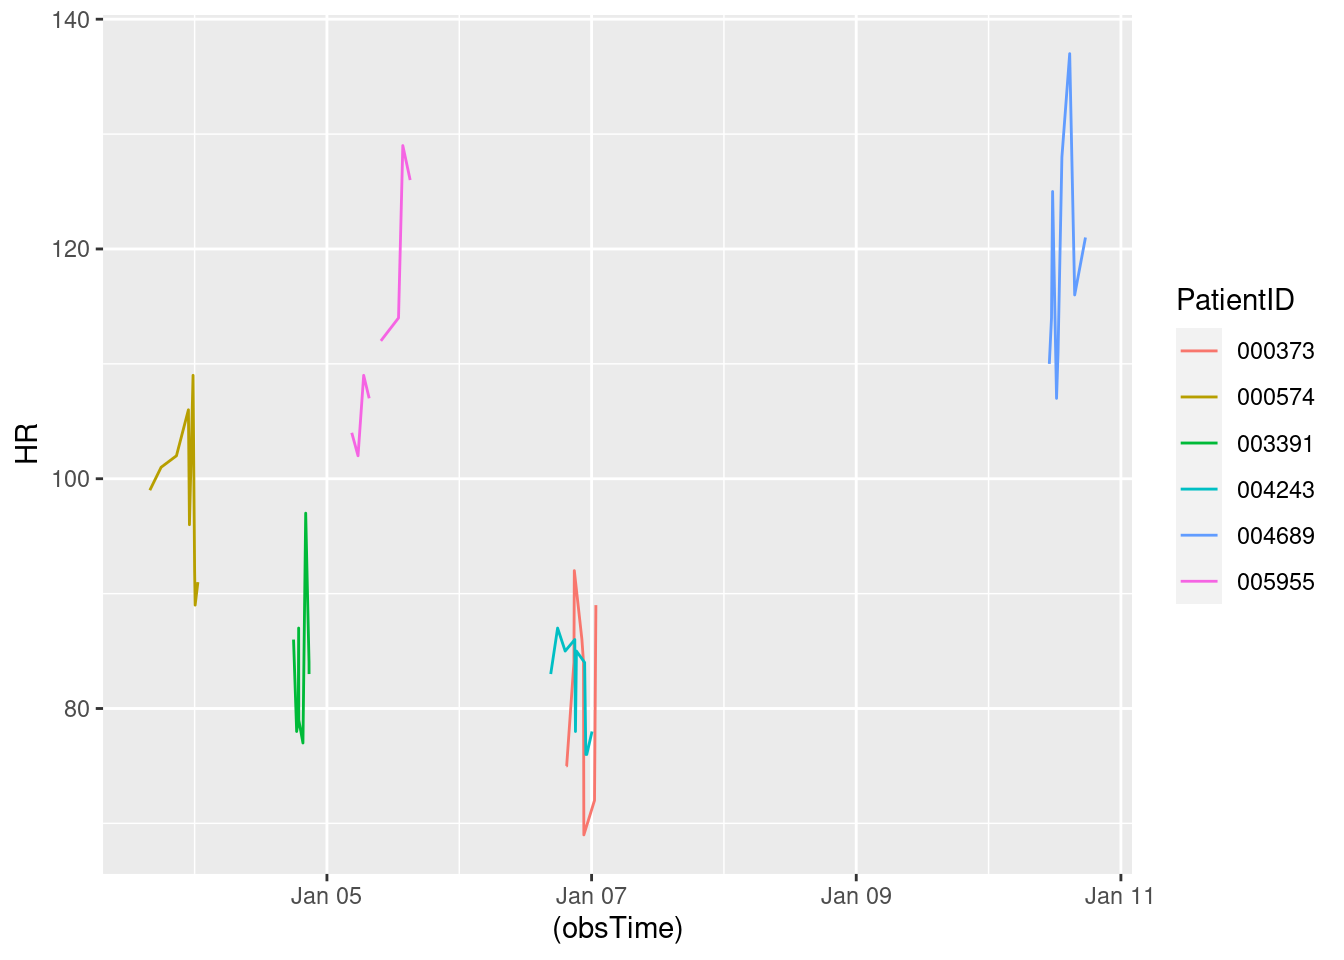 140
120
100
80
HR
Jan 05
Jan 07
Jan 09
Jan 11
(obsTime)
PatientID
000373
000574
003391
004243
004689
005955